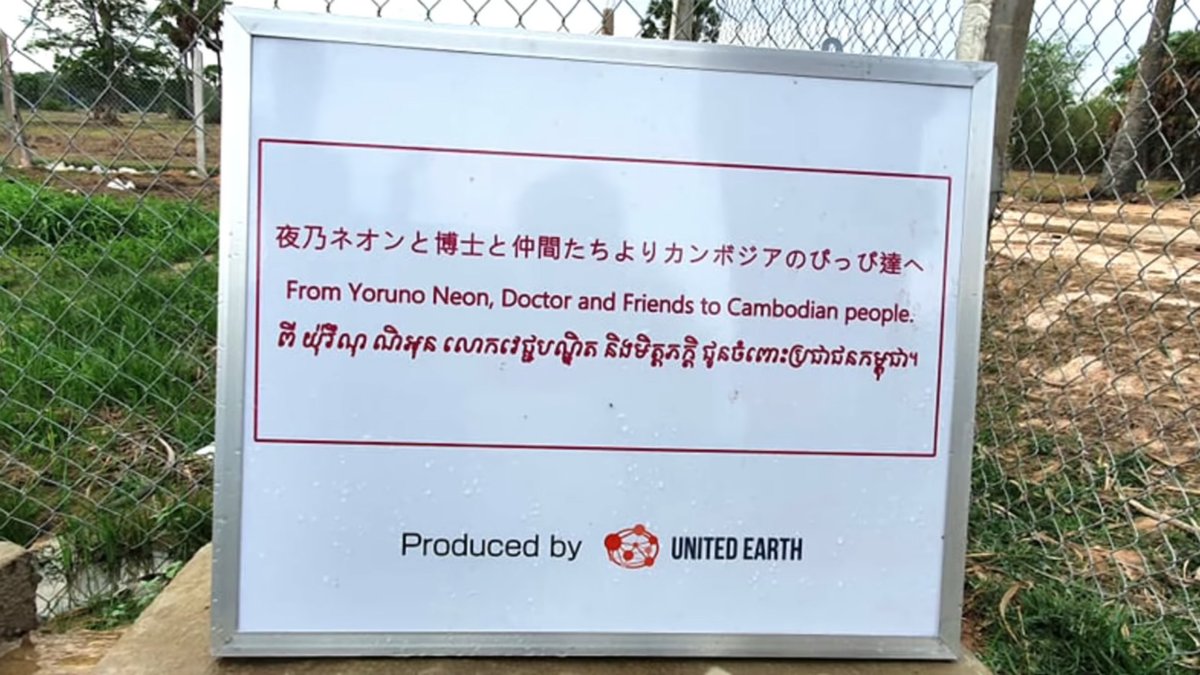 夜乃ネオンと博士と仲間たちよりカンボジアのぴっぴ達へ
From Yoruno Neon, Doctor and Friends to Cambodian people.
ពី យ៉ូរីណុ ណិអុន លោកវេជ្ជបណ្ឌិត និងមិត្តភក្តិ ជូនចំពោះប្រជាជនកម្ពុជា។
Produced by UNITED EARTH